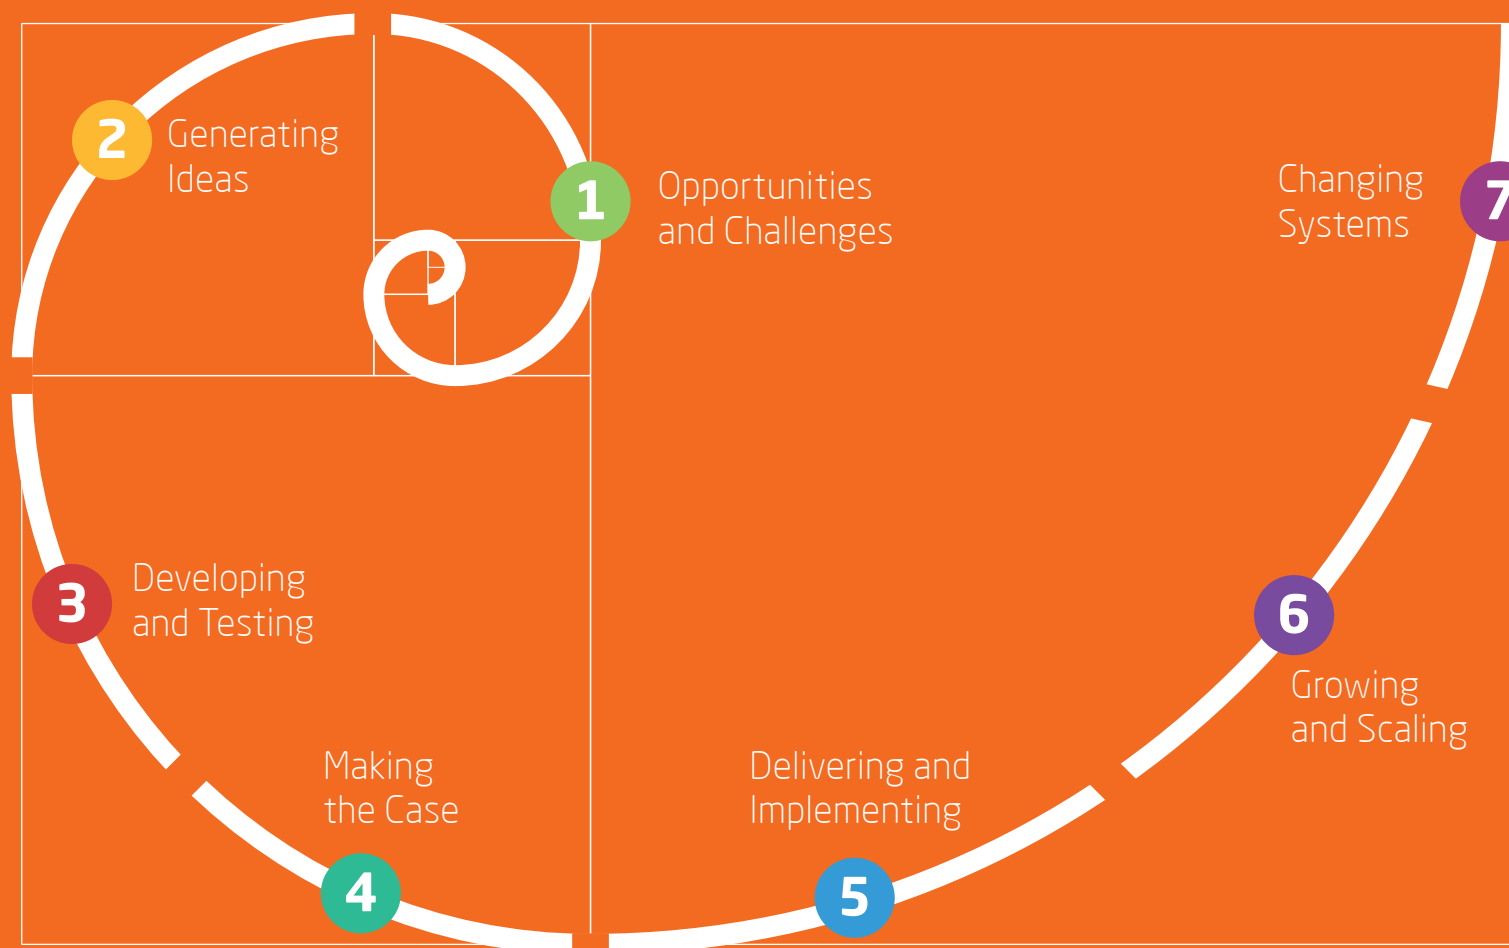 1
Opportunities
and Challenges
2
Generating
Ideas
3
Developing
and Testing
4
Making
the Case
5
Delivering and
Implementing
6
Growing
and Scaling
7
Changing
Systems